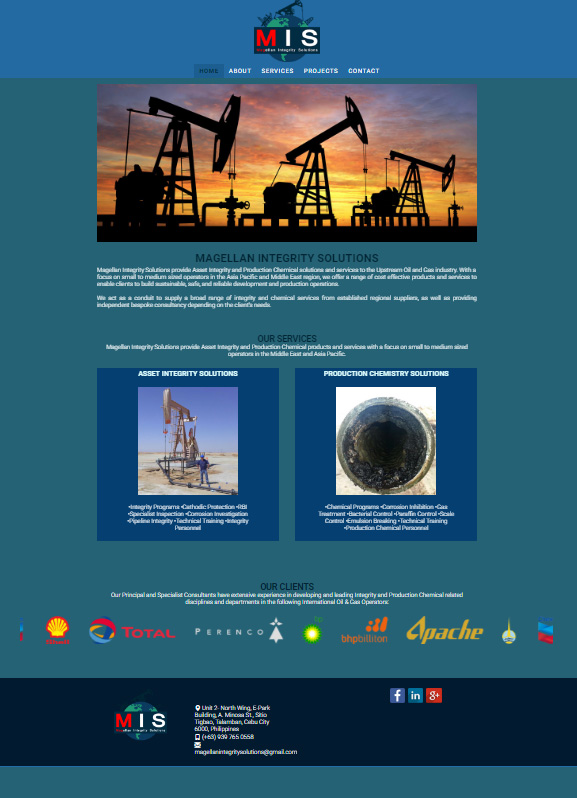 MIS
Magellan Integrity Solutions
HOME ABOUT SERVICES PROJECTS CONTACT
MAGELLAN INTEGRITY SOLUTIONS
Magellan Integrity Solutions provide Asset Integrity and Production Chemical solutions and services to the Upstream Oil and Gas industry. With a
focus on small to medium sized operators in the Asia Pacific and Middle East region, we offer a range of cost effective products and services to
enable clients to build sustainable, safe, and reliable development and production operations.
We act as a conduit to supply a broad range of integrity and chemical services from established regional suppliers, as well as providing
independent bespoke consultancy depending on the client's needs.
OUR SERVICES
Magellan Integrity Solutions provide Asset Integrity and Production Chemical products and services with a focus on small to medium sized
operators in the Middle East and Asia Pacific.
ASSET INTEGRITY SOLUTIONS
•Integrity Programs •Cathodic Protection •RBI
•Specialist Inspection •Corrosion Investigation
•Pipeline Integrity •Technical Training •Integrity
Personnel
PRODUCTION CHEMISTRY SOLUTIONS
•Chemical Programs •Corrosion Inhibition •Gas
Treatment •Bacterial Control •Paraffin Control •Scale
Control •Emulsion Breaking •Technical Training
•Production Chemical Personnel
OUR CLIENTS
Our Principal and Specialist Consultants have extensive experience in developing and leading Integrity and Production Chemical related
disciplines and departments in the following International Oil & Gas Operators:
TOTAL
PERENCO
bp
bhpbilliton
Apache
MIS
Magellan Integrity Solutions
Unit 2- North Wing, E-Park
Building, A. Minosa St., Sitio
Tigbao, Talamban, Cebu City
6000, Philippines
(+63) 939 765 0558
magellanintegritysolutions@gmail.com
f in g+